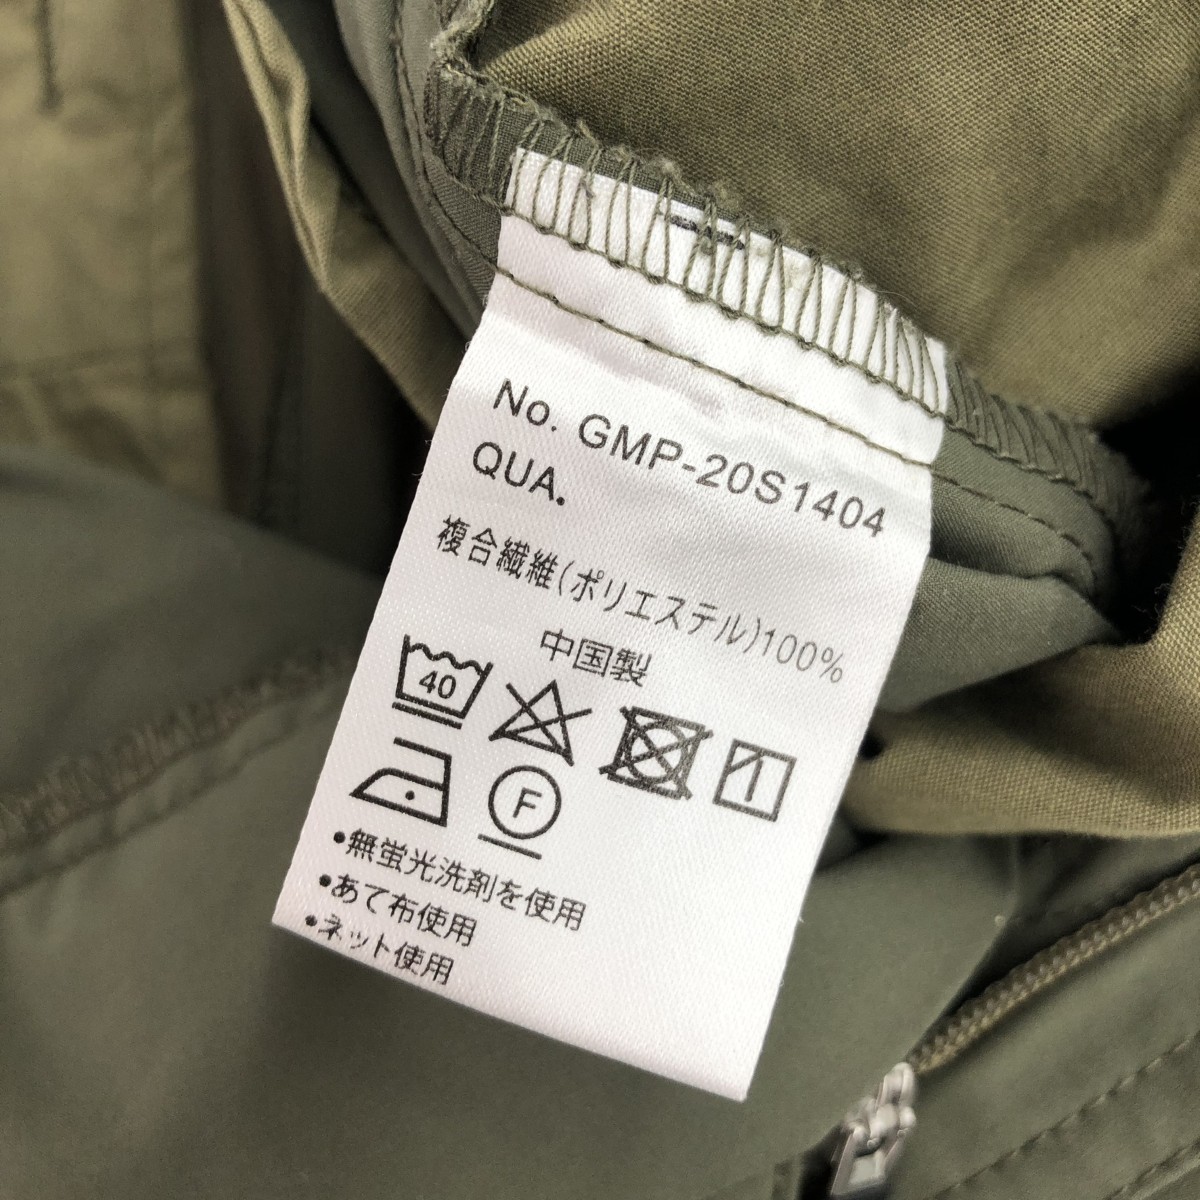 No. GMP-20S1404
QUA.
複合繊維(ポリエステル)100%
中国製
40
F
•無蛍光洗剤を使用
•あて布使用
•ネット使用